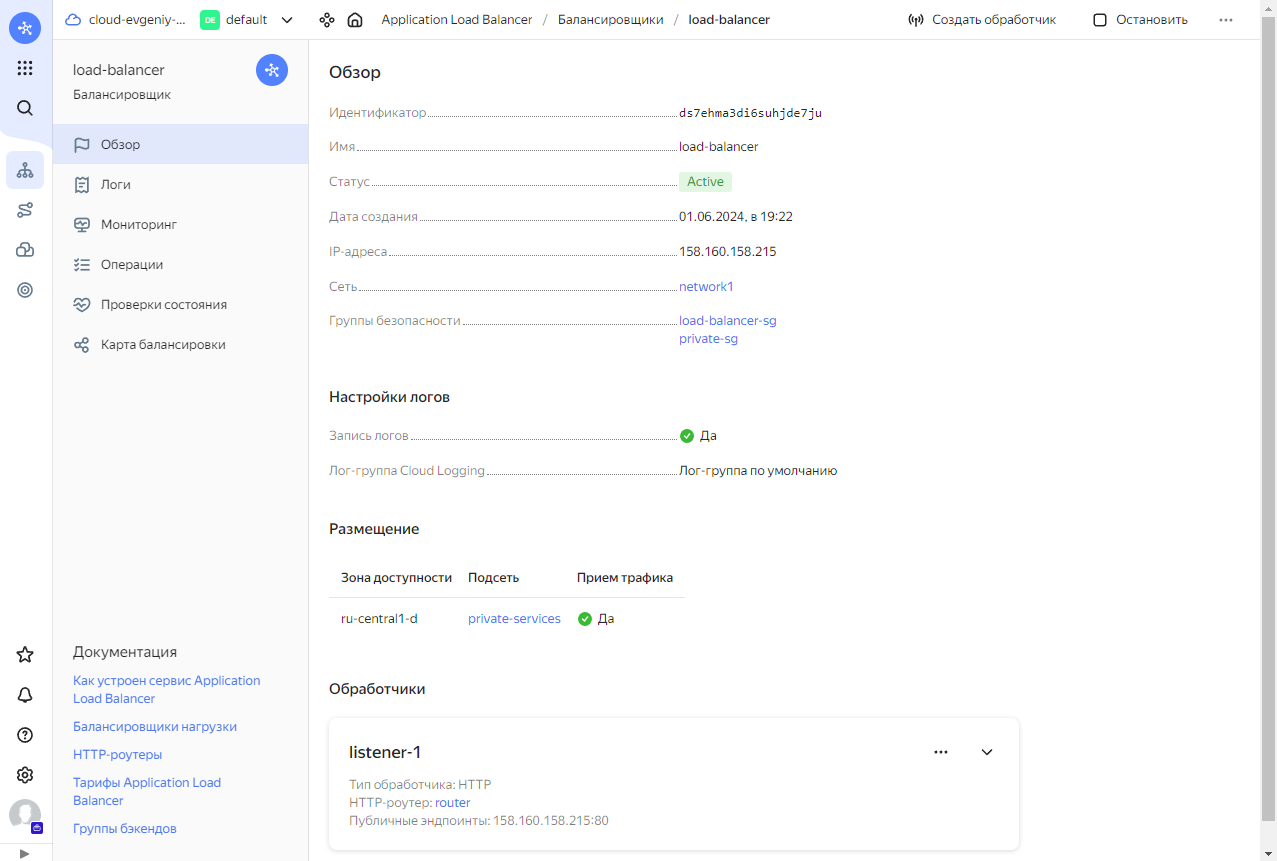 cloud-evgeniy-... DE default Application Load Balancer / Балансировщики / load-balancer Создать обработчик Остановить
load-balancer
Балансировщик
Обзор
Логи
Мониторинг
Операции
Проверки состояния
Карта балансировки
Документация
Как устроен сервис Application
Load Balancer
Балансировщики нагрузки
HTTP-роутеры
Тарифы Application Load
Balancer
Группы бэкендов
Обзор
Идентификатор ds7ehma3di6suhjde7ju
Имя load-balancer
Статус Active
Дата создания 01.06.2024, в 19:22
IP-адреса 158.160.158.215
Сеть network1
Группы безопасности load-balancer-sg
private-sg
Настройки логов
Запись логов Да
Лог-группа Cloud Logging Лог-группа по умолчанию
Размещение
Зона доступности Подсеть Прием трафика
ru-central1-d private-services Да
Обработчики
listener-1
Тип обработчика: HTTP
HTTP-роутер: router
Публичные эндпоинты: 158.160.158.215:80